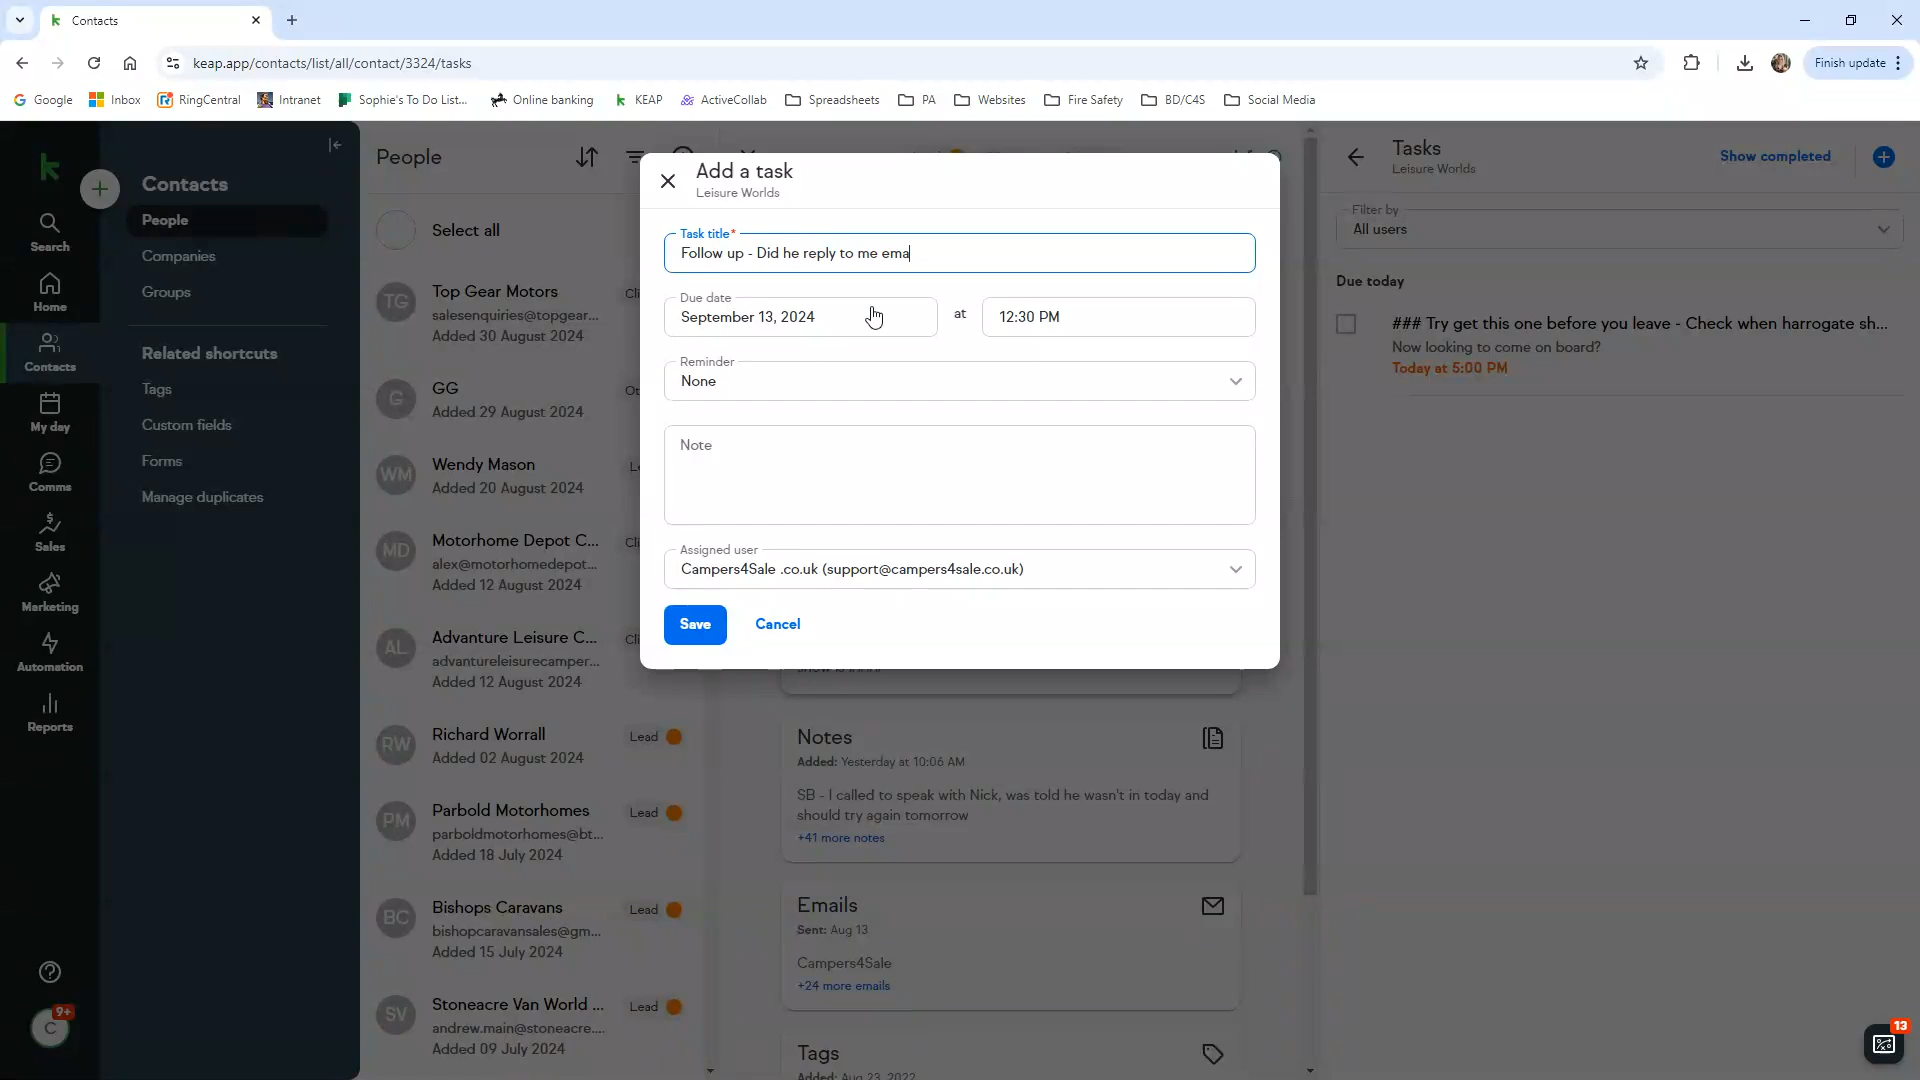 Contacts
keap.app/contacts/list/all/contact/3324/tasks
Finish update
Google
Inbox
RingCentral
Intranet
Sophie's To Do List...
Online banking
KEAP
ActiveCollab
Spreadsheets
PA
Websites
Fire Safety
BD/C4S
Social Media
Search
Home
Contacts
My day
Comms
Sales
Marketing
Automation
Reports
9+
C
Contacts
People
Companies
Groups
Related shortcuts
Tags
Custom fields
Forms
Manage duplicates
People
Select all
TG
Top Gear Motors
salesenquiries@topgear...
Added 30 August 2024
G
GG
Added 29 August 2024
WM
Wendy Mason
Added 20 August 2024
MD
Motorhome Depot C...
alex@motorhomedepot...
Added 12 August 2024
AL
Advanture Leisure C...
advantureleisurecamper...
Added 12 August 2024
RW
Richard Worrall
Lead
Added 02 August 2024
PM
Parbold Motorhomes
Lead
parboldmotorhomes@bt...
Added 18 July 2024
BC
Bishops Caravans
Lead
bishopcaravansales@gm...
Added 15 July 2024
SV
Stoneacre Van World ...
Lead
andrew.main@stoneacre....
Added 09 July 2024
Add a task
Leisure Worlds
Task title*
Follow up - Did he reply to me ema
Due date
September 13, 2024
at
12:30 PM
Reminder
None
Note
Assigned user
Campers4Sale .co.uk (support@campers4sale.co.uk)
Save
Cancel
Notes
Added: Yesterday at 10:06 AM
SB - I called to speak with Nick, was told he wasn't in today and
should try again tomorrow
+41 more notes
Emails
Sent: Aug 13
Campers4Sale
+24 more emails
Tags
Added: Aug 23, 2022
Tasks
Leisure Worlds
Show completed
Filter by
All users
Due today
### Try get this one before you leave - Check when harrogate sh...
Now looking to come on board?
Today at 5:00 PM
13